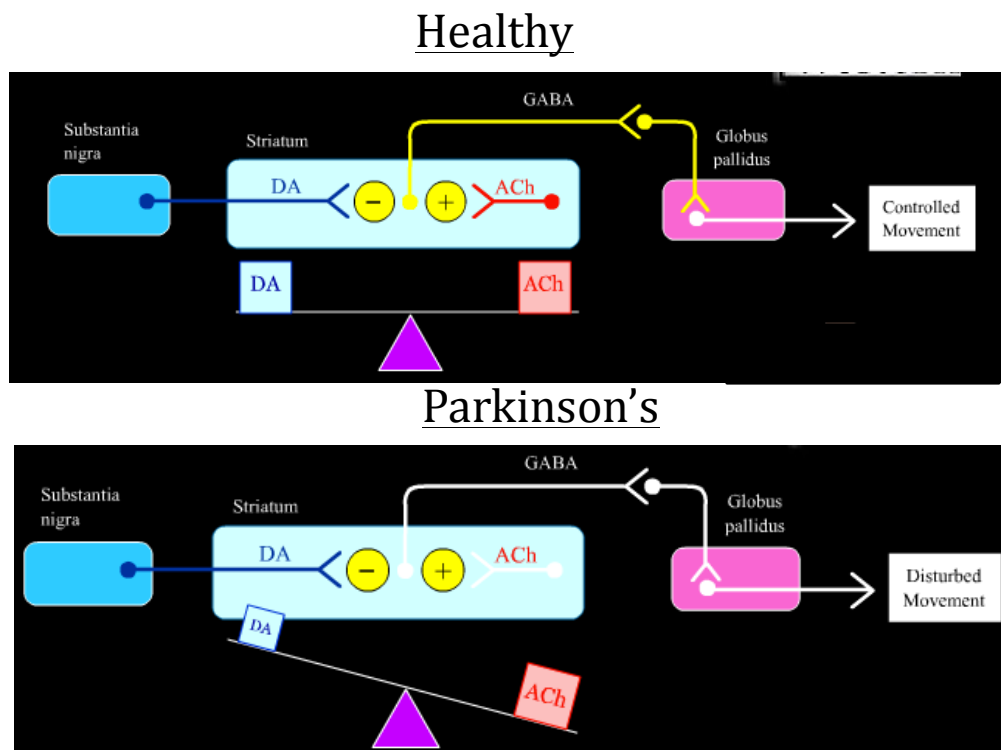 Healthy
GABA
Substantia
nigra
Striatum
Globus
pallidus
DA
−
+
ACh
Controlled
Movement
DA
ACh
Parkinson’s
GABA
Substantia
nigra
Striatum
Globus
pallidus
DA
−
+
ACh
Disturbed
Movement
DA
ACh